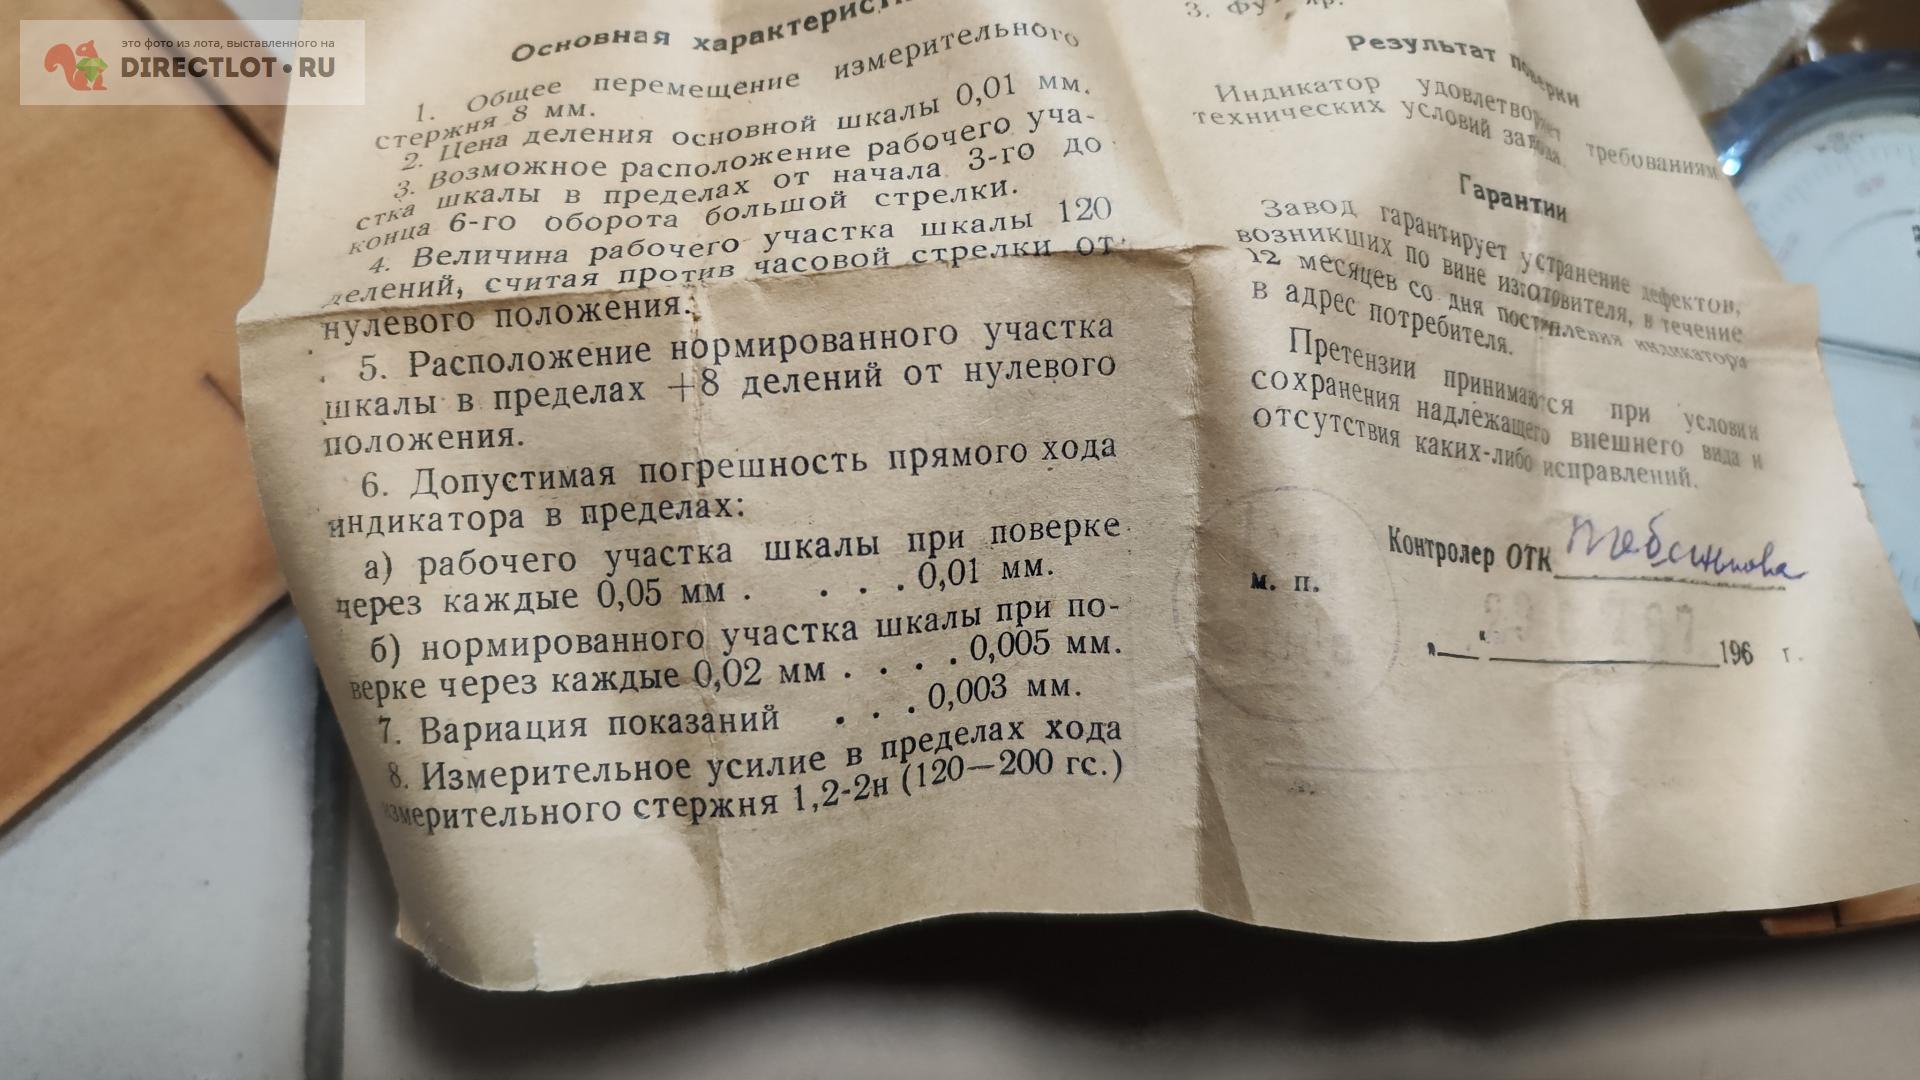 это фото из лота, выставленного на
DIRECTLOT.RU
Основная
1. Общее перемещение измерительного
стержня 8 мм.
2. Цена деления основной шкалы 0,01 мм.
3. Возможное расположение рабочего уча-
стка шкалы в пределах от начала 3-го до
конца 6-го оборота большой стрелки.
4. Величина рабочего участка шкалы 120
делений, считая против часовой стрелки от
нулевого положения.
5. Расположение нормированного участка
шкалы в пределах +8 делений от нулевого
положения.
6. Допустимая погрешность прямого хода
индикатора в пределах:
а) рабочего участка шкалы при поверке
через каждые 0,05 мм . . . . 0,01 мм.
б) нормированного участка шкалы при по-
верке через каждые 0,02 мм . . . . 0,005 мм.
7. Вариация показаний . . . 0,003 мм.
8. Измерительное усилие в пределах хода
измерительного стержня 1,2-2н (120—200 гс.)
3.
Результат поверки
Индикатор удовлетворяет требованиям
технических условий завода.
Гарантии
Завод гарантирует устранение дефектов,
возникших по вине изготовителя, в течение
12 месяцев со дня поступления индикатора
в адрес потребителя.
Претензии принимаются при условии
сохранения надлежащего внешнего вида и
отсутствия каких-либо исправлений.
Контролер ОТК
м. п.
196 г.